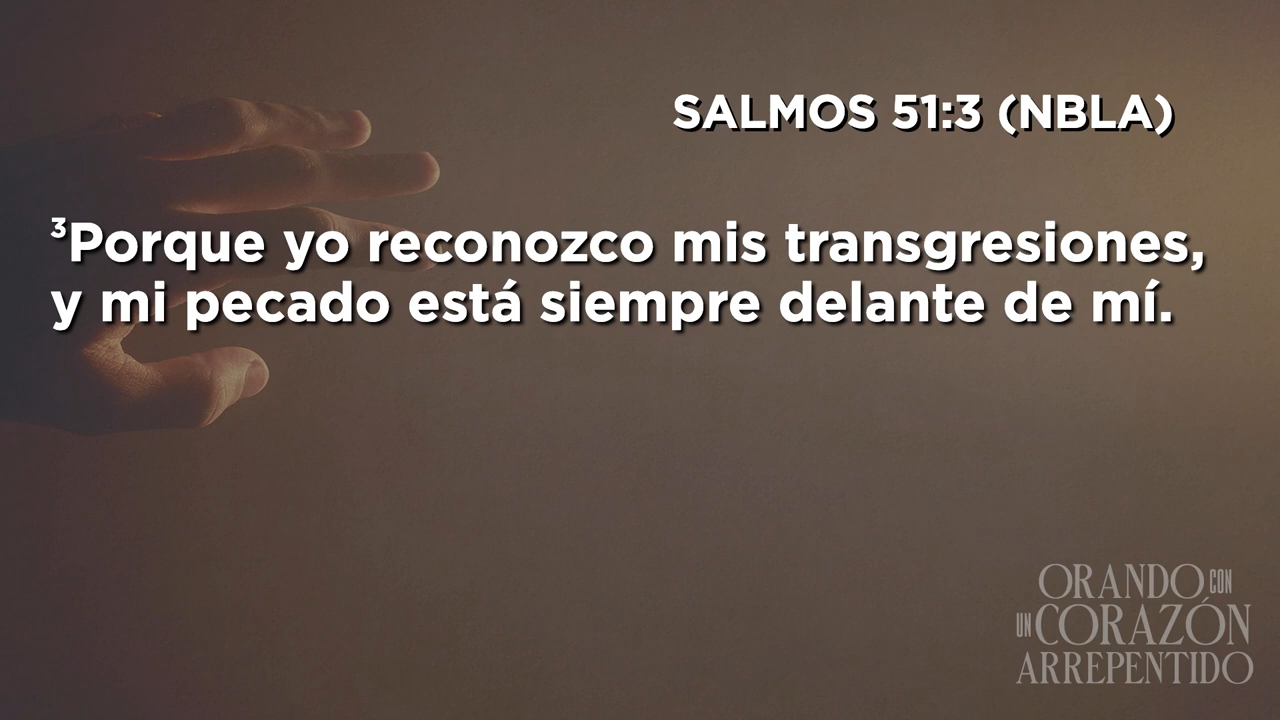 SALMOS 51:3 (NBLA)
³Porque yo reconozco mis transgresiones,
y mi pecado está siempre delante de mí.
ORANDO CON
UN CORAZÓN
ARREPENTIDO